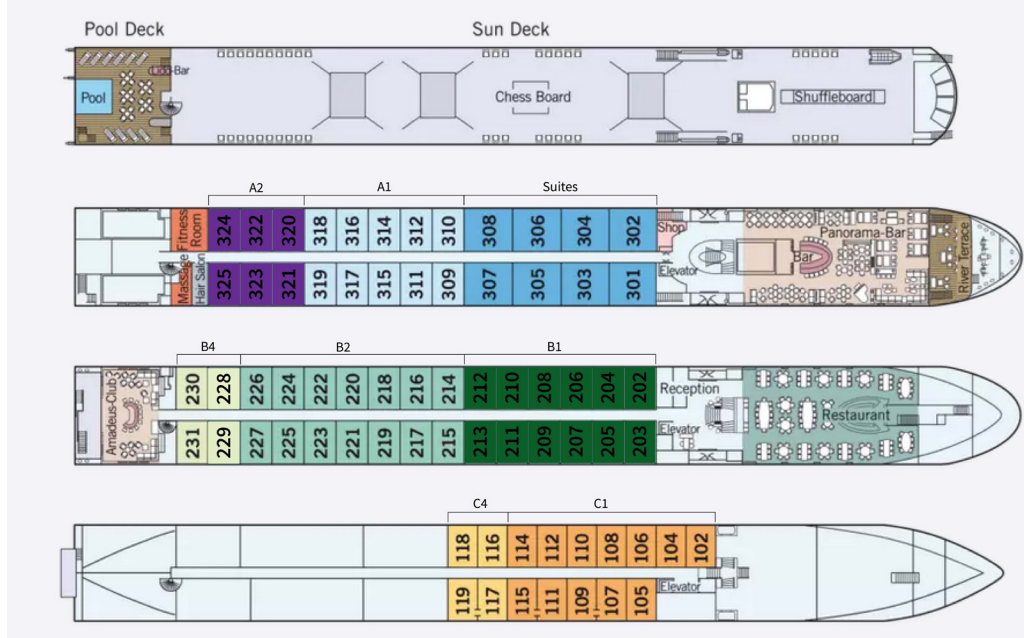 Pool Deck
Sun Deck
Bar
Pool
Chess Board
Shuffleboard
A2
A1
Suites
Fitness Room
324 322 320 318 316 314 312 310 308 306 304 302
Shop
Panorama-Bar
Bar
River Terrace
Massage
Hair Salon
325 323 321 319 317 315 311 309 307 305 303 301
Elevator
B4
B2
B1
Amadeus-Club
230 228 226 224 222 220 218 216 214 212 210 208 206 204 202
Reception
Restaurant
231 229 227 225 223 221 219 217 215 213 211 209 207 205 203
Elevator
C4
C1
118 116 114 112 110 108 106 104 102
119 117 115 111 109 107 105
Elevator